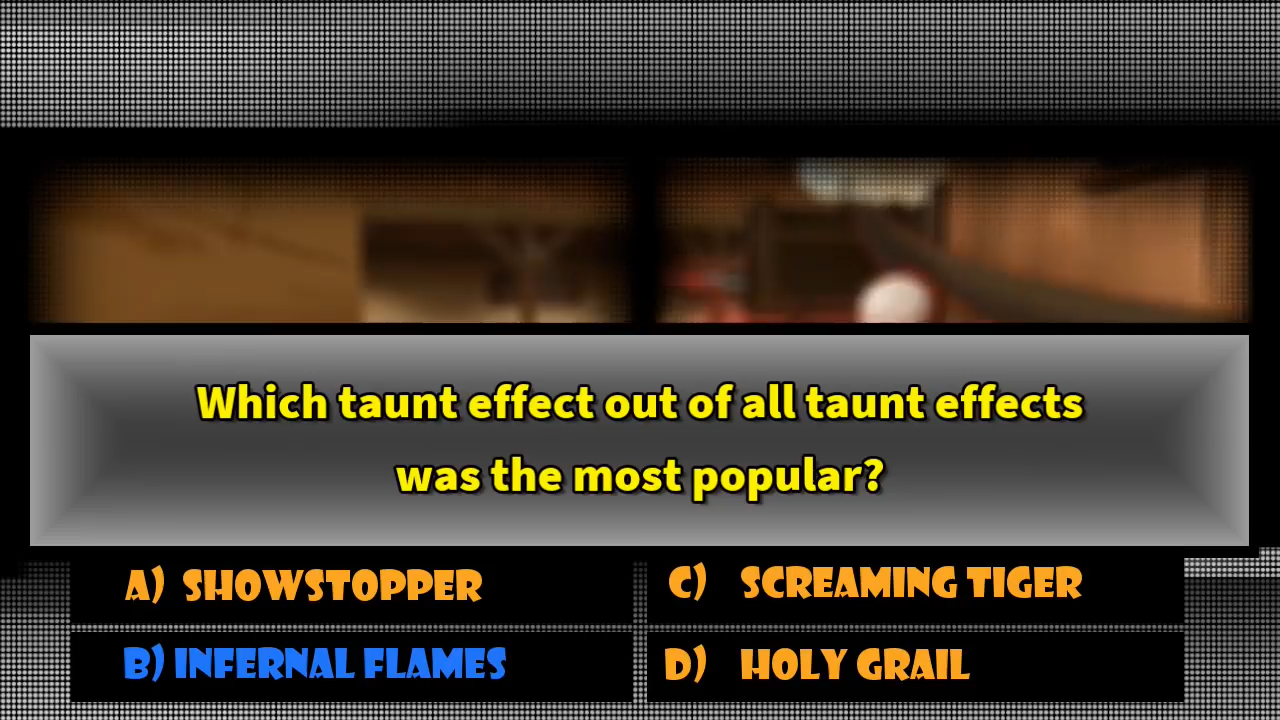 Which taunt effect out of all taunt effects
was the most popular?
A) SHOWSTOPPER
C) SCREAMING TIGER
B) INFERNAL FLAMES
D) HOLY GRAIL